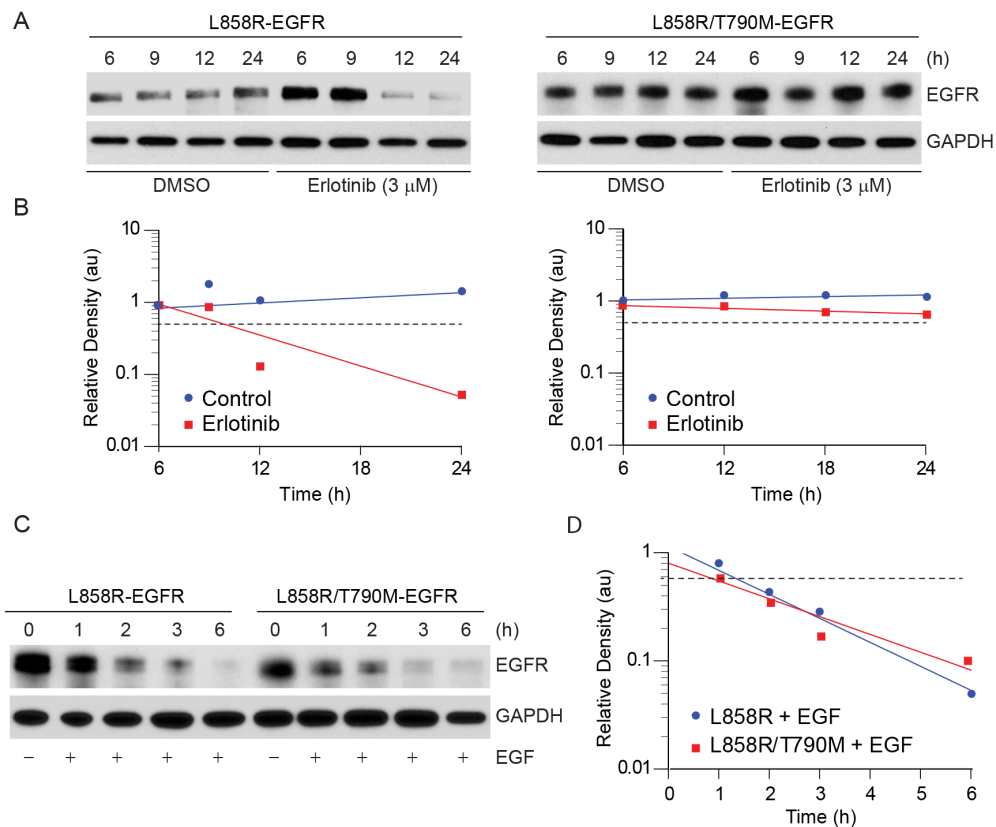 A
L858R-EGFR
L858R/T790M-EGFR
6 9 12 24 6 9 12 24
6 9 12 24 6 9 12 24 (h)
EGFR
GAPDH
DMSO Erlotinib (3 μM)
DMSO Erlotinib (3 μM)
B
Relative Density (au)
10
1
0.1
0.01
Control
Erlotinib
6 12 18 24
Time (h)
Relative Density (au)
10
1
0.1
0.01
Control
Erlotinib
6 12 18 24
Time (h)
C
L858R-EGFR L858R/T790M-EGFR
0 1 2 3 6 0 1 2 3 6 (h)
EGFR
GAPDH
− + + + + − + + + + EGF
D
Relative Density (au)
1
0.1
0.01
L858R + EGF
L858R/T790M + EGF
0 1 2 3 4 5 6
Time (h)